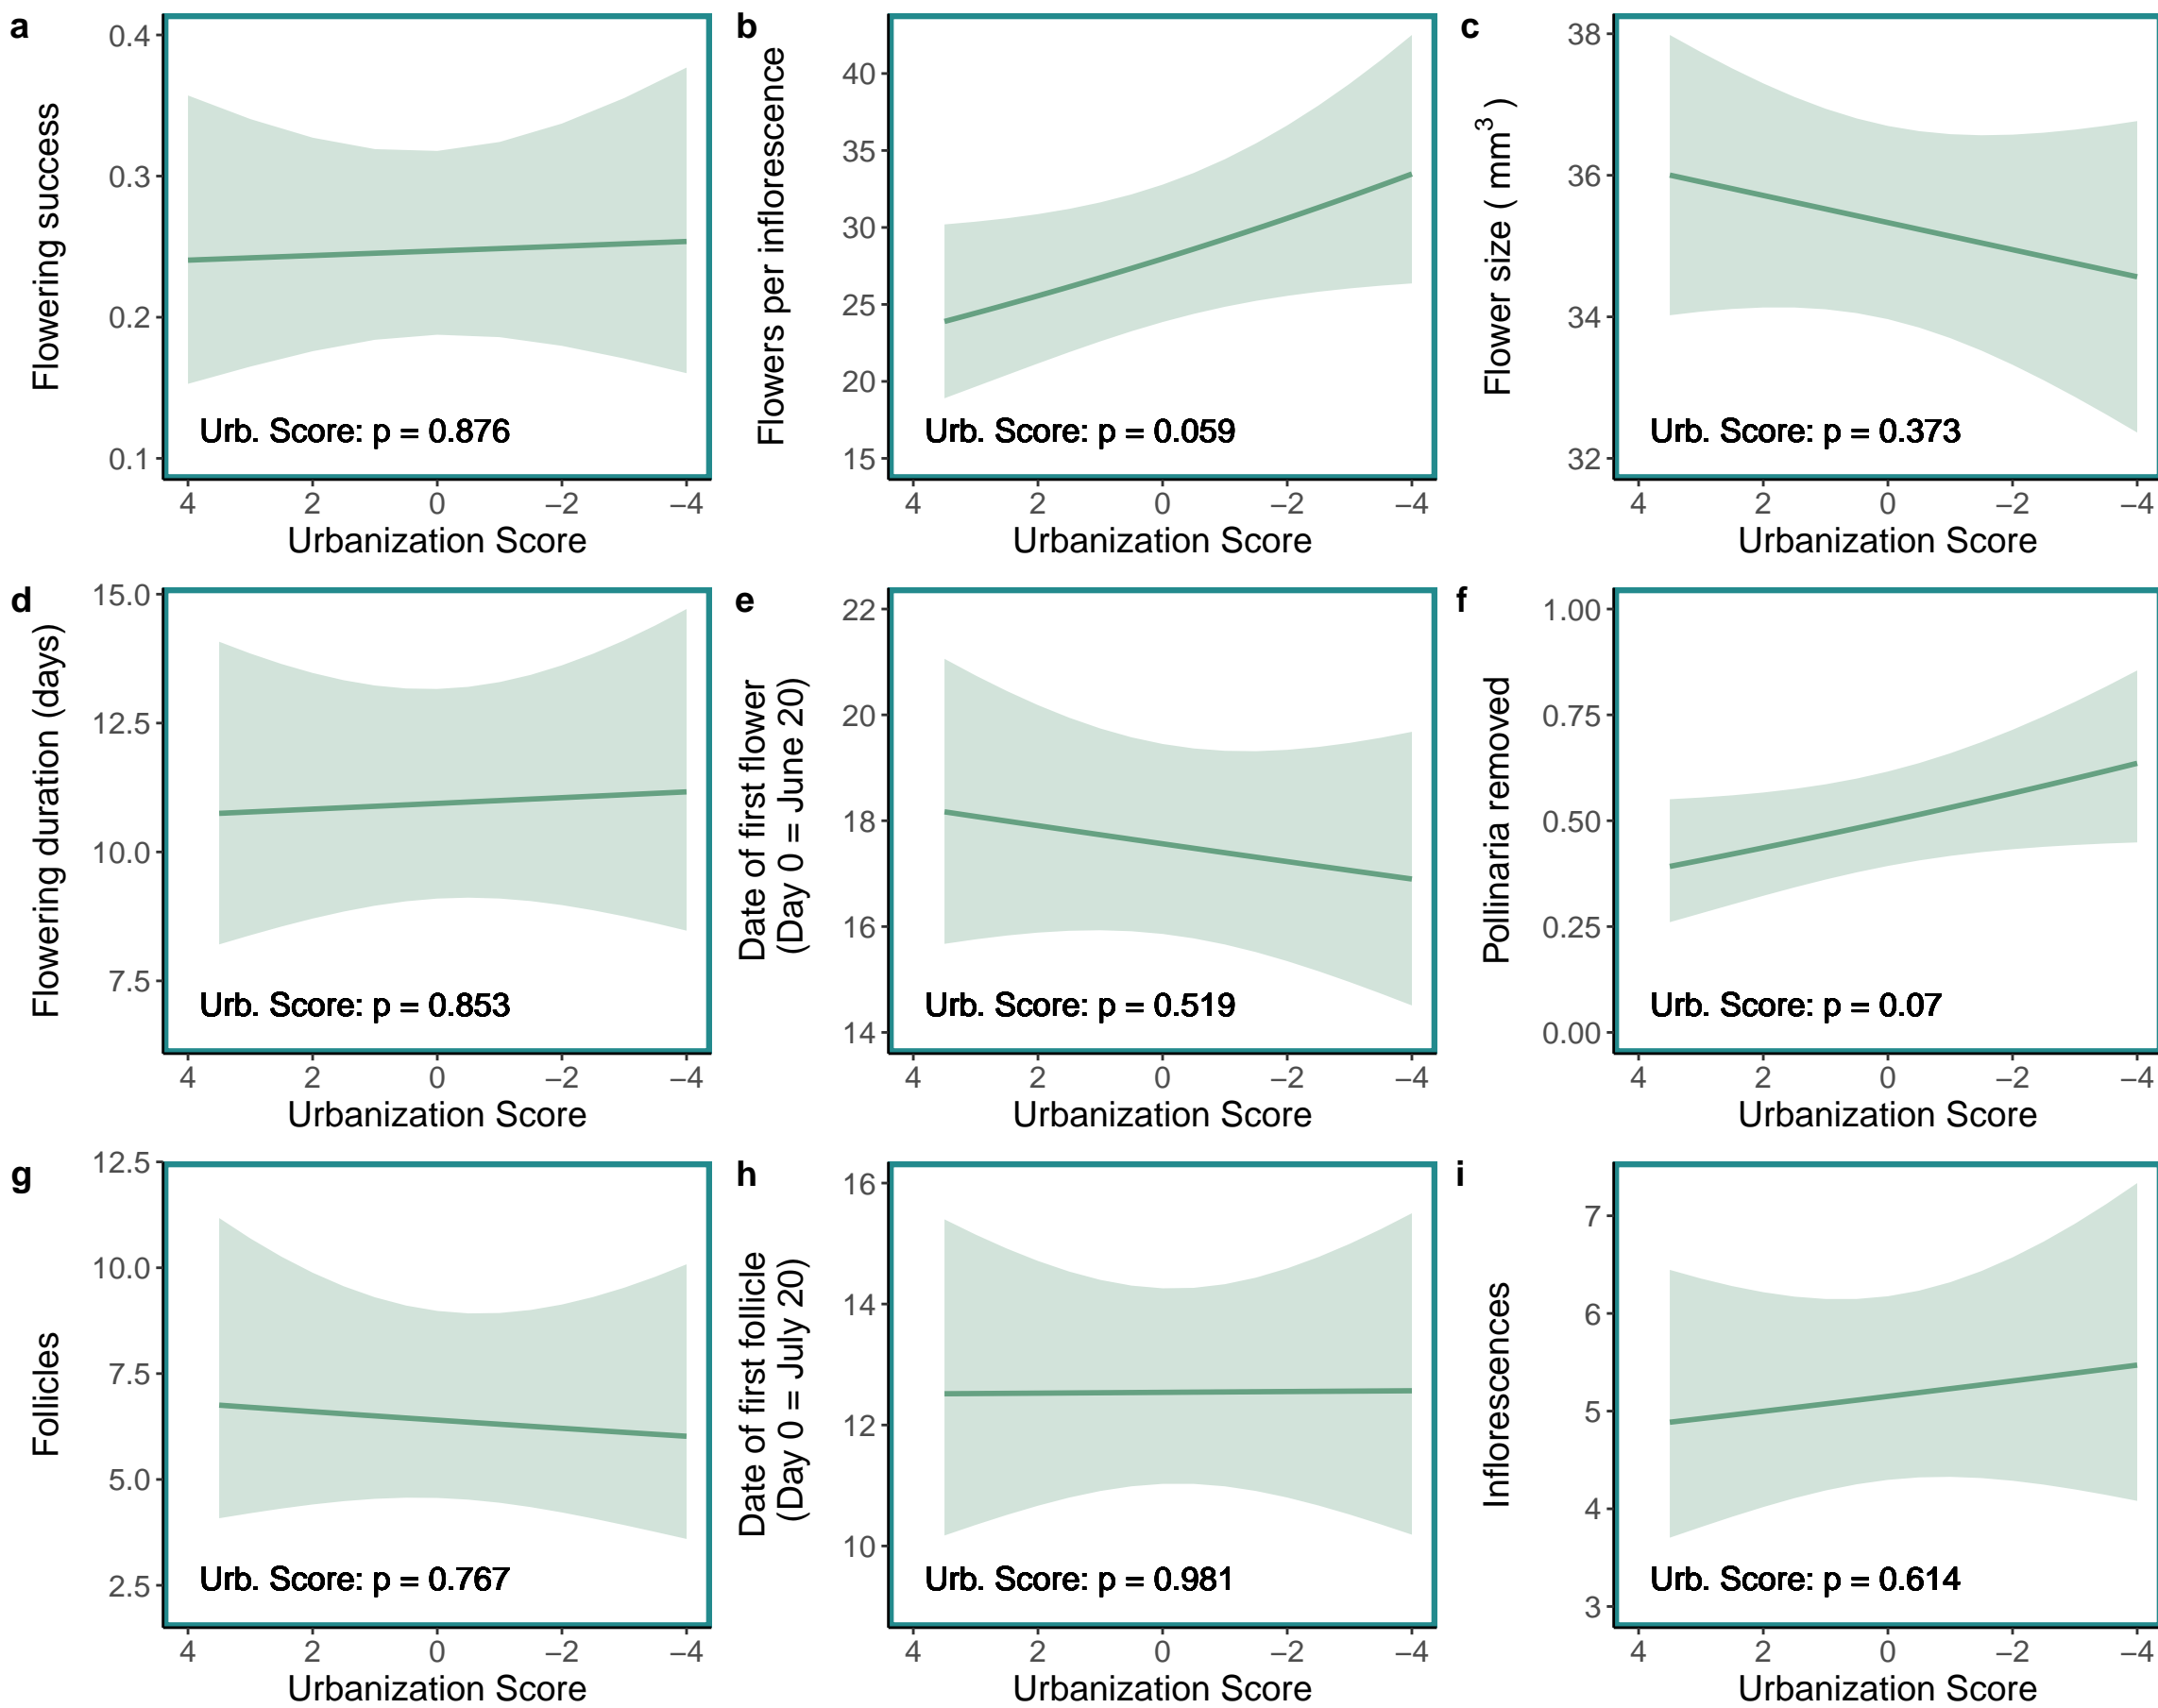 a
Flowering success
0.4
0.3
0.2
0.1
Urb. Score: p = 0.876
4 2 0 −2 −4
Urbanization Score
b
Flowers per inflorescence
40
35
30
25
20
15
Urb. Score: p = 0.059
4 2 0 −2 −4
Urbanization Score
c
Flower size ( mm³ )
38
36
34
32
Urb. Score: p = 0.373
4 2 0 −2 −4
Urbanization Score
d
Flowering duration (days)
15.0
12.5
10.0
7.5
Urb. Score: p = 0.853
4 2 0 −2 −4
Urbanization Score
e
Date of first flower
(Day 0 = June 20)
22
20
18
16
14
Urb. Score: p = 0.519
4 2 0 −2 −4
Urbanization Score
f
Pollinaria removed
1.00
0.75
0.50
0.25
0.00
Urb. Score: p = 0.07
4 2 0 −2 −4
Urbanization Score
g
Follicles
12.5
10.0
7.5
5.0
2.5
Urb. Score: p = 0.767
4 2 0 −2 −4
Urbanization Score
h
Date of first follicle
(Day 0 = July 20)
16
14
12
10
Urb. Score: p = 0.981
4 2 0 −2 −4
Urbanization Score
i
Inflorescences
7
6
5
4
3
Urb. Score: p = 0.614
4 2 0 −2 −4
Urbanization Score